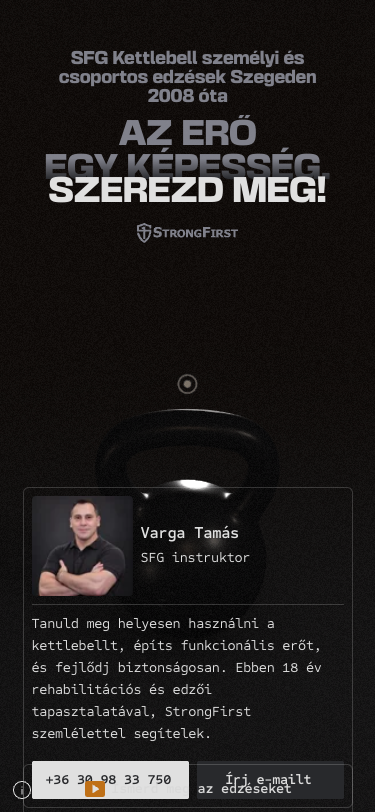 SFG Kettlebell személyi és
csoportos edzések Szegeden
2008 óta
AZ ERŐ
EGY KÉPESSÉG.
SZEREZD MEG!
STRONGFIRST
Varga Tamás
SFG instruktor
Tanuld meg helyesen használni a
kettlebellt, építs funkcionális erőt,
és fejlődj biztonságosan. Ebben 18 év
rehabilitációs és edzői
tapasztalatával, StrongFirst
szemlélettel segítelek.
+36 30 98 33 750
Írj e-mailt
az edzéseket